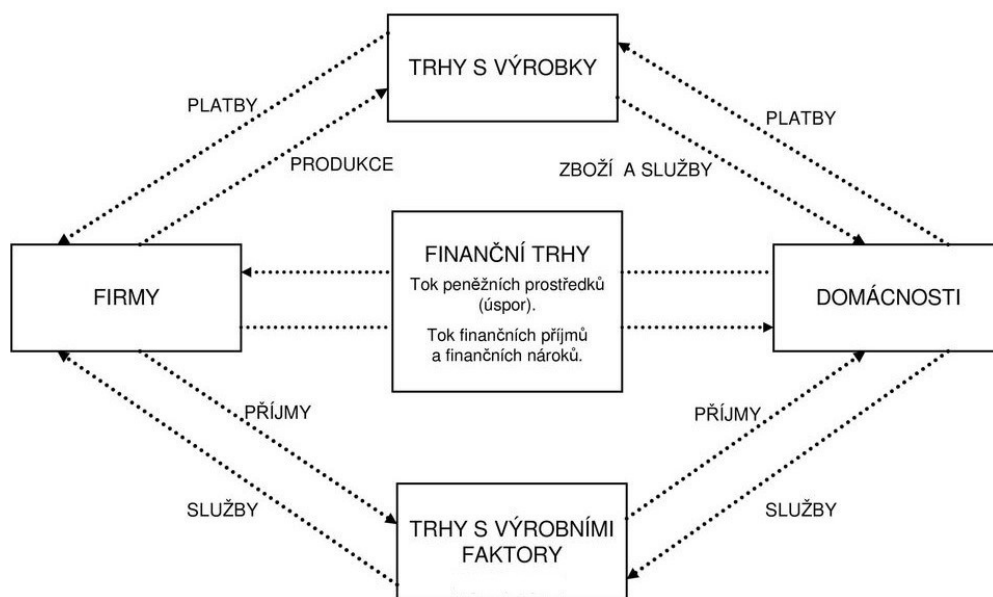 TRHY S VÝROBKY
PLATBY
PLATBY
PRODUKCE
ZBOŽÍ A SLUŽBY
FINANČNÍ TRHY
Tok peněžních prostředků
(úspor).
Tok finančních příjmů
a finančních nároků.
FIRMY
DOMÁCNOSTI
PŘÍJMY
PŘÍJMY
SLUŽBY
SLUŽBY
TRHY S VÝROBNÍMI
FAKTORY